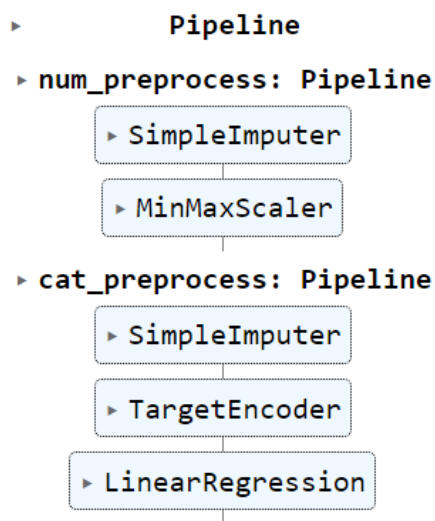 Pipeline
num_preprocess: Pipeline
SimpleImputer
MinMaxScaler
cat_preprocess: Pipeline
SimpleImputer
TargetEncoder
LinearRegression